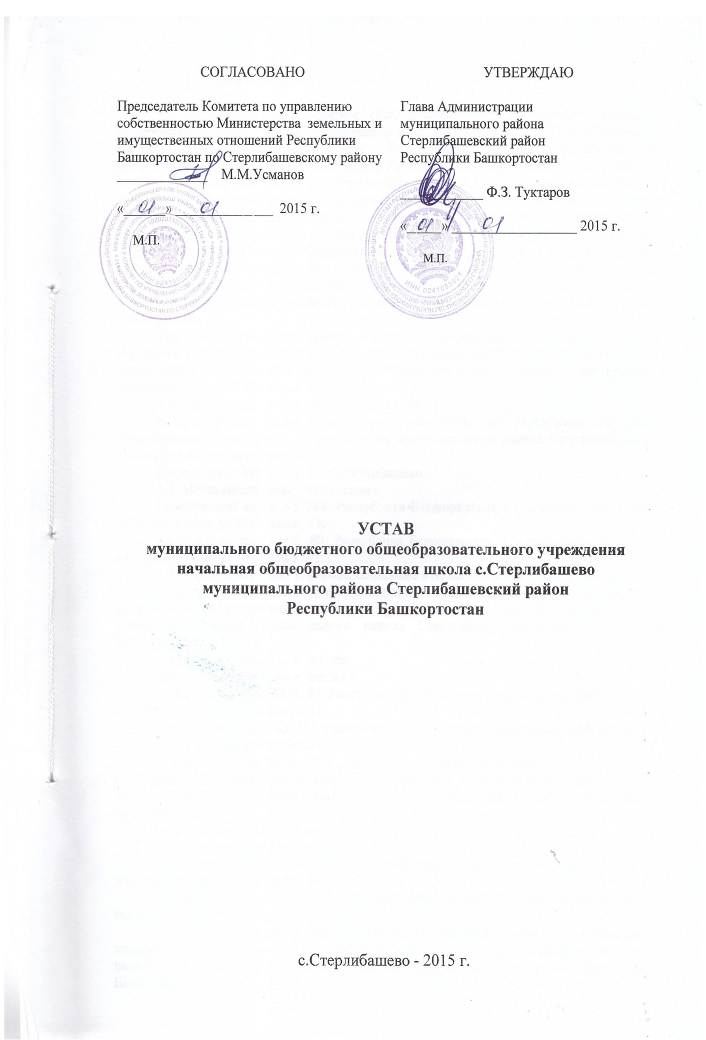 СОГЛАСОВАНО
Председатель Комитета по управлению
собственностью Министерства земельных и
имущественных отношений Республики
Башкортостан по Стерлибашевскому району
М.М.Усманов
«01» 01 2015 г.
М.П.
УТВЕРЖДАЮ
Глава Администрации
муниципального района
Стерлибашевский район
Республики Башкортостан
Ф.З. Туктаров
«01» 01 2015 г.
М.П.
УСТАВ
муниципального бюджетного общеобразовательного учреждения
начальная общеобразовательная школа с.Стерлибашево
муниципального района Стерлибашевский район
Республики Башкортостан
с.Стерлибашево - 2015 г.